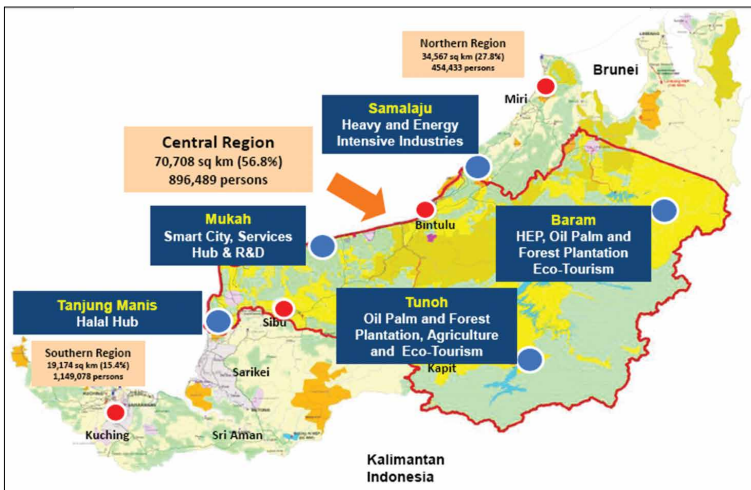 Northern Region
34,567 sq km (27.8%)
454,433 persons
Brunei
Miri
Samalaju
Heavy and Energy
Intensive Industries
Central Region
70,708 sq km (56.8%)
896,489 persons
Mukah
Smart City, Services
Hub & R&D
Bintulu
Baram
HEP, Oil Palm and
Forest Plantation
Eco-Tourism
Tanjung Manis
Halal Hub
Sibu
Tunoh
Oil Palm and Forest
Plantation, Agriculture
and Eco-Tourism
Kapit
Southern Region
19,174 sq km (15.4%)
1,149,078 persons
Sarikei
Kuching
Sri Aman
Kalimantan
Indonesia